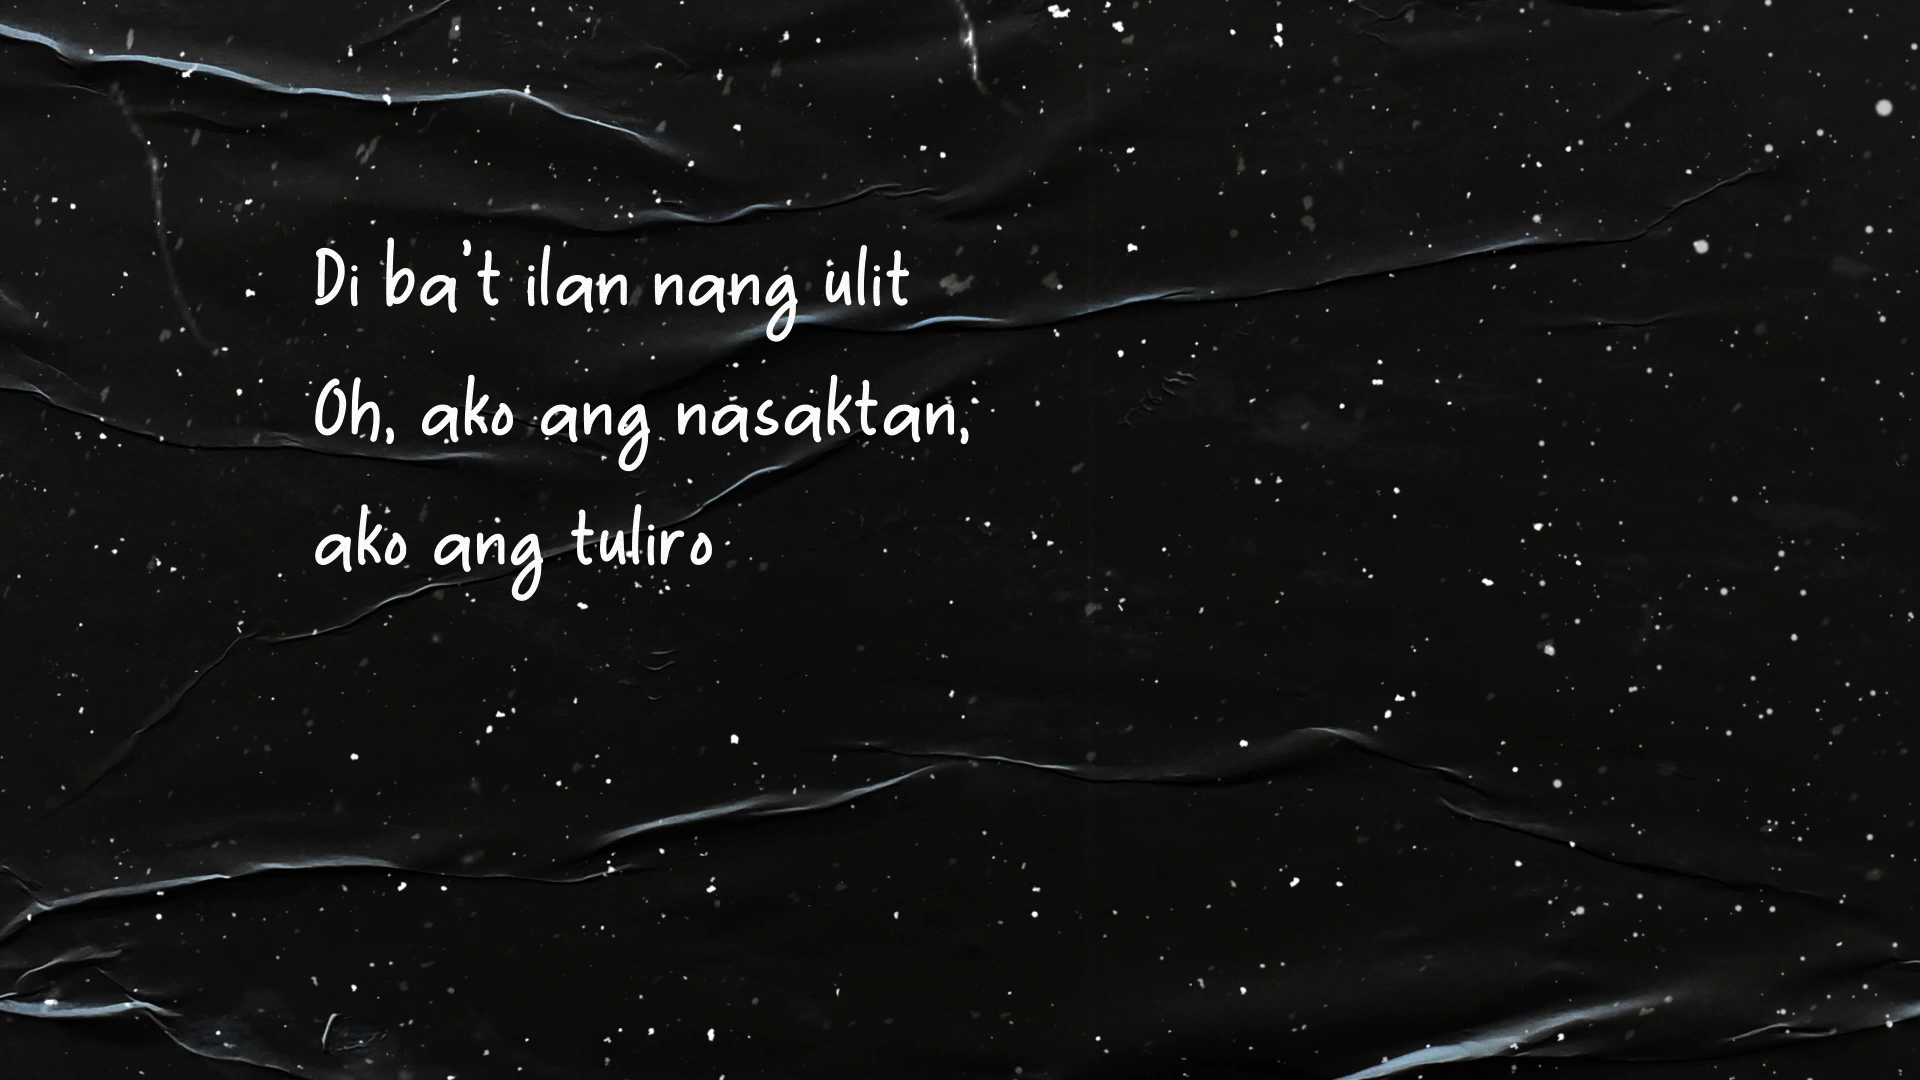 Di ba't ilan nang ulit
Oh, ako ang nasaktan,
ako ang tuliro